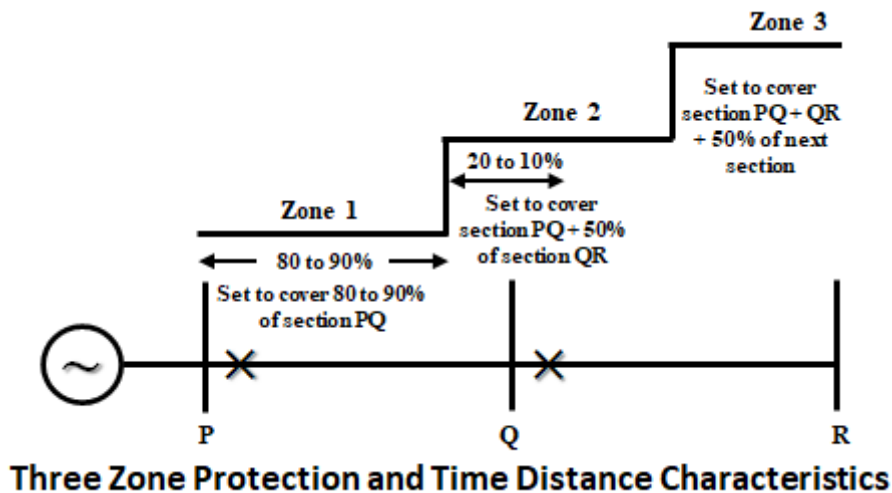 Zone 3
Set to cover
section PQ + QR
+ 50% of next
section
Zone 2
20 to 10%
Set to cover
section PQ + 50%
of section QR
Zone 1
80 to 90%
Set to cover 80 to 90%
of section PQ
P
Q
R
Three Zone Protection and Time Distance Characteristics